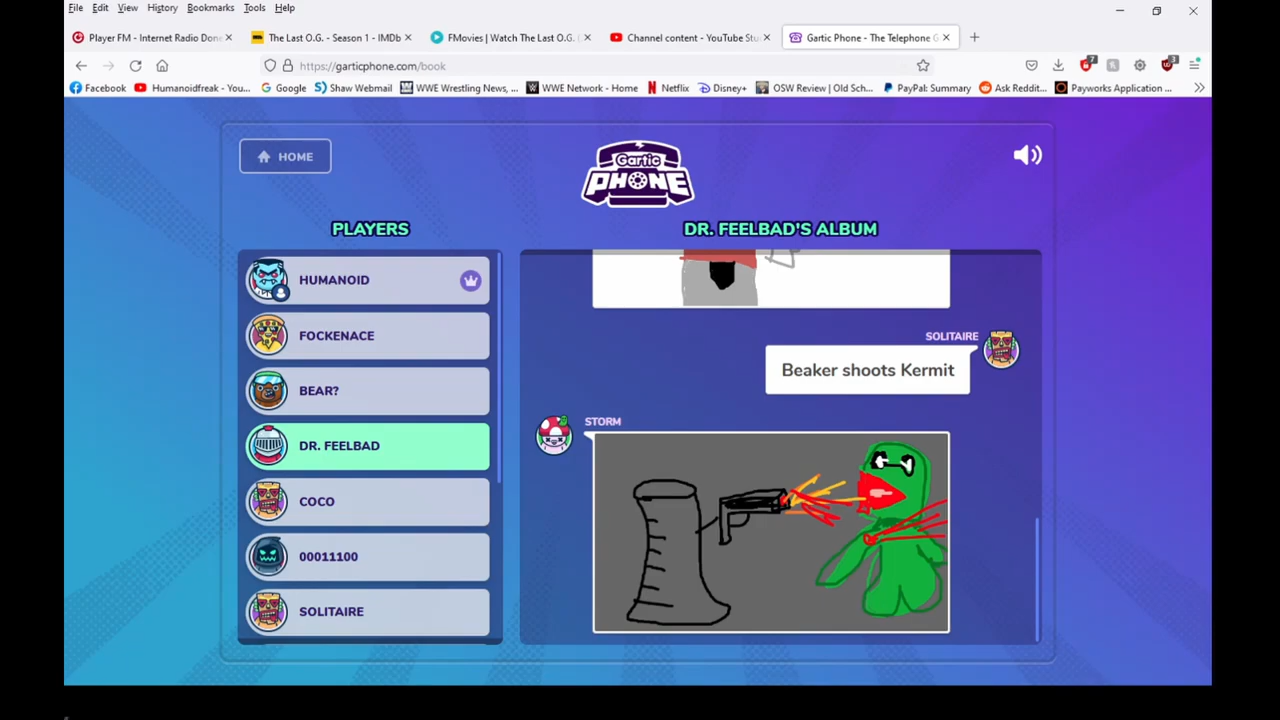 File Edit View History Bookmarks Tools Help
Player FM - Internet Radio Done
The Last O.G. - Season 1 - IMDb
FMovies | Watch The Last O.G. (
Channel content - YouTube Stu
Gartic Phone - The Telephone G
https://garticphone.com/book
7
3
Facebook
Humanoidfreak - You...
Google
Shaw Webmail
WWE Wrestling News, ...
WWE Network - Home
Netflix
Disney+
OSW Review | Old Sch...
PayPal: Summary
Ask Reddit...
Payworks Application ...
HOME
Gartic
PHONE
PLAYERS
DR. FEELBAD'S ALBUM
HUMANOID
FOCKENACE
BEAR?
DR. FEELBAD
COCO
00011100
SOLITAIRE
SOLITAIRE
Beaker shoots Kermit
STORM